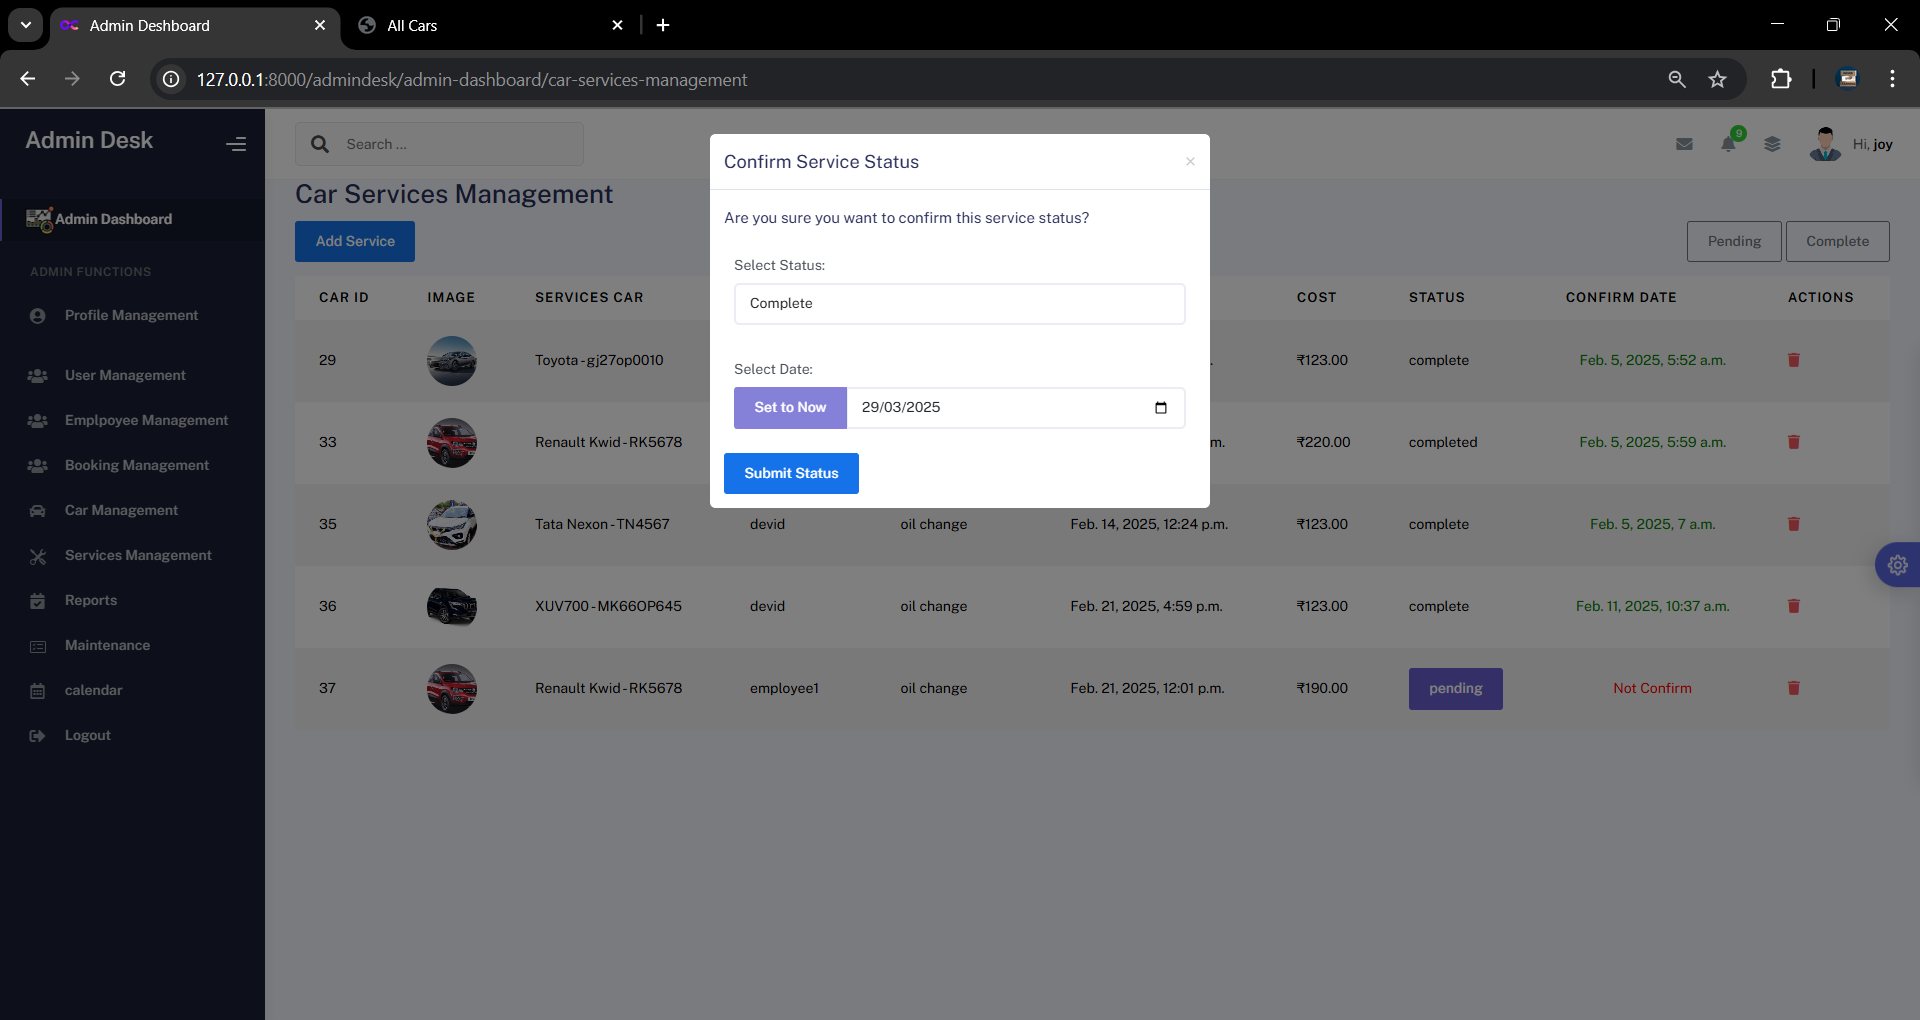 Admin Deshboard
All Cars
127.0.0.1:8000/admindesk/admin-dashboard/car-services-management
Admin Desk
Search ...
9
Hi, joy
Admin Dashboard
ADMIN FUNCTIONS
Profile Management
User Management
Emplpoyee Management
Booking Management
Car Management
Services Management
Reports
Maintenance
calendar
Logout
Car Services Management
Add Service
Pending
Complete
Confirm Service Status
×
Are you sure you want to confirm this service status?
Select Status:
Complete
Select Date:
Set to Now
29/03/2025
Submit Status
CAR ID IMAGE SERVICES CAR COST STATUS CONFIRM DATE ACTIONS
29 Toyota - gj27op0010 . ₹123.00 complete Feb. 5, 2025, 5:52 a.m.
33 Renault Kwid - RK5678 m. ₹220.00 completed Feb. 5, 2025, 5:59 a.m.
35 Tata Nexon - TN4567 devid oil change Feb. 14, 2025, 12:24 p.m. ₹123.00 complete Feb. 5, 2025, 7 a.m.
36 XUV700 - MK66OP645 devid oil change Feb. 21, 2025, 4:59 p.m. ₹123.00 complete Feb. 11, 2025, 10:37 a.m.
37 Renault Kwid - RK5678 employee1 oil change Feb. 21, 2025, 12:01 p.m. ₹190.00 pending Not Confirm